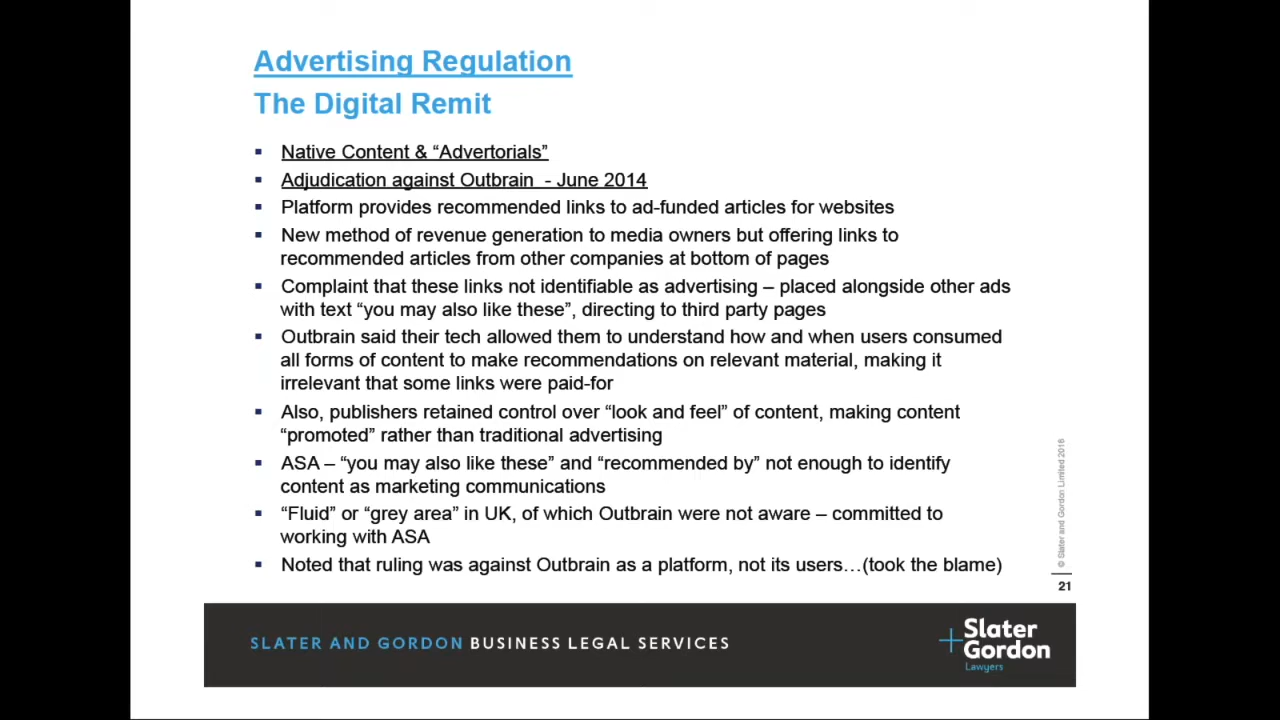 Advertising Regulation
The Digital Remit
Native Content & “Advertorials”
Adjudication against Outbrain - June 2014
Platform provides recommended links to ad-funded articles for websites
New method of revenue generation to media owners but offering links to
recommended articles from other companies at bottom of pages
Complaint that these links not identifiable as advertising – placed alongside other ads
with text “you may also like these”, directing to third party pages
Outbrain said their tech allowed them to understand how and when users consumed
all forms of content to make recommendations on relevant material, making it
irrelevant that some links were paid-for
Also, publishers retained control over “look and feel” of content, making content
“promoted” rather than traditional advertising
ASA – “you may also like these” and “recommended by” not enough to identify
content as marketing communications
“Fluid” or “grey area” in UK, of which Outbrain were not aware – committed to
working with ASA
Noted that ruling was against Outbrain as a platform, not its users…(took the blame)
© Slater and Gordon Limited 2016
21
SLATER AND GORDON BUSINESS LEGAL SERVICES
Slater
Gordon
Lawyers